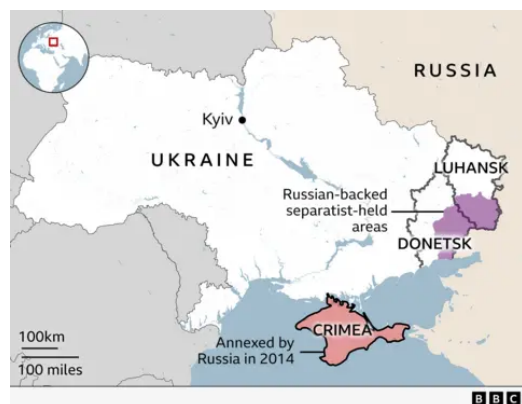 RUSSIA
Kyiv
UKRAINE
LUHANSK
Russian-backed
separatist-held
areas
DONETSK
CRIMEA
Annexed by
Russia in 2014
100km
100 miles
BBC